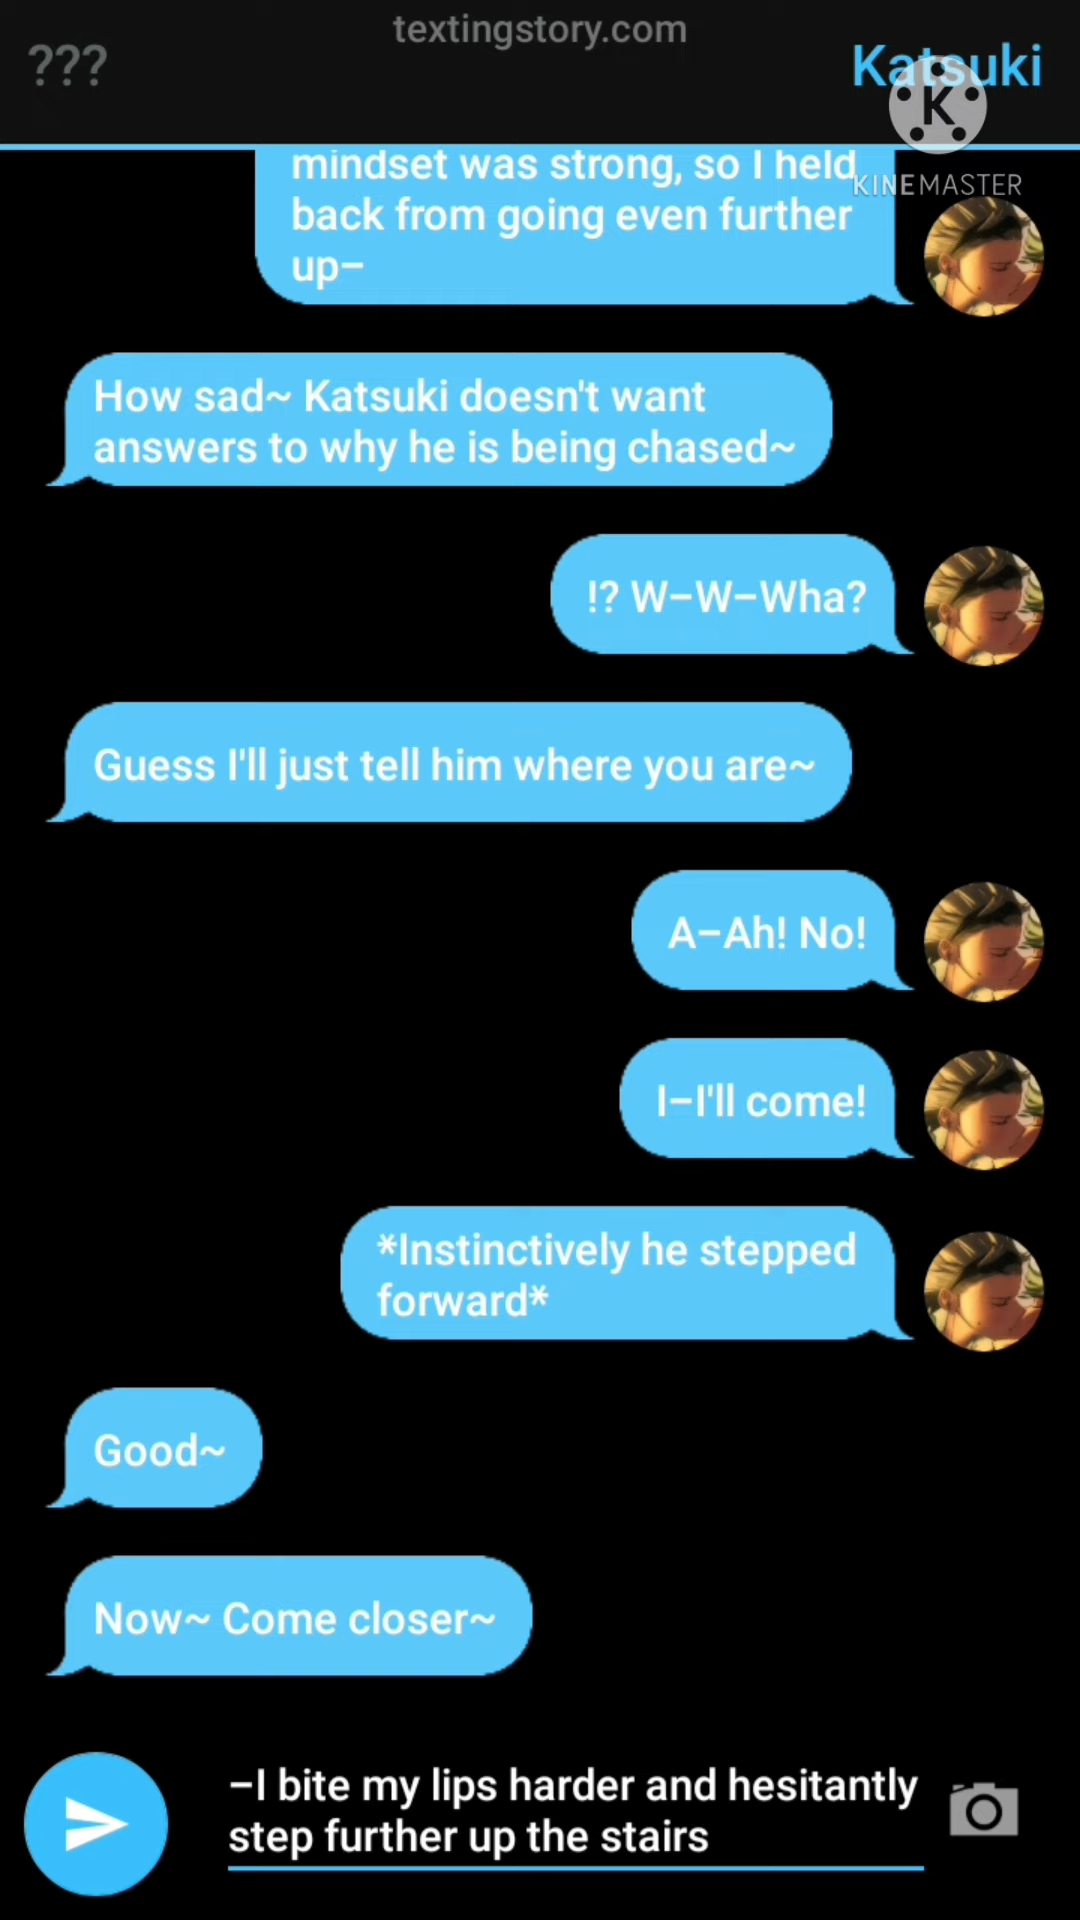 textingstory.com
???
Katsuki
K
KINEMASTER
mindset was strong, so I held
back from going even further
up–
How sad~ Katsuki doesn't want
answers to why he is being chased~
!? W–W–Wha?
Guess I'll just tell him where you are~
A–Ah! No!
I–I'll come!
*Instinctively he stepped
forward*
Good~
Now~ Come closer~
–I bite my lips harder and hesitantly
step further up the stairs